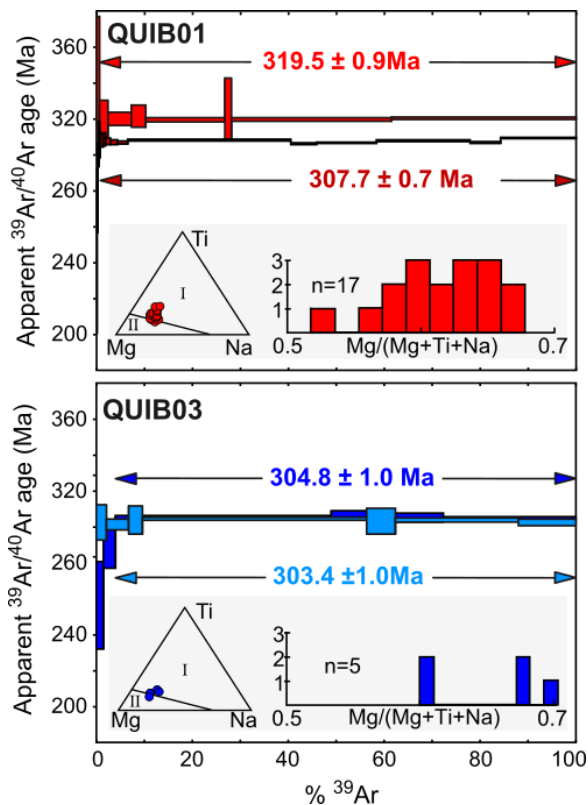 QUIB01
Apparent ³⁹Ar/⁴⁰Ar age (Ma)
360
320
280
240
200
319.5 ± 0.9Ma
307.7 ± 0.7 Ma
Ti
I
II
Mg
Na
3
2
1
n=17
0.5
Mg/(Mg+Ti+Na)
0.7
QUIB03
Apparent ³⁹Ar/⁴⁰Ar age (Ma)
360
320
260
240
200
304.8 ± 1.0 Ma
303.4 ±1.0Ma
Ti
I
II
Mg
Na
3
2
1
n=5
0.5
Mg/(Mg+Ti+Na)
0.7
0
20
40
60
80
100
% ³⁹Ar